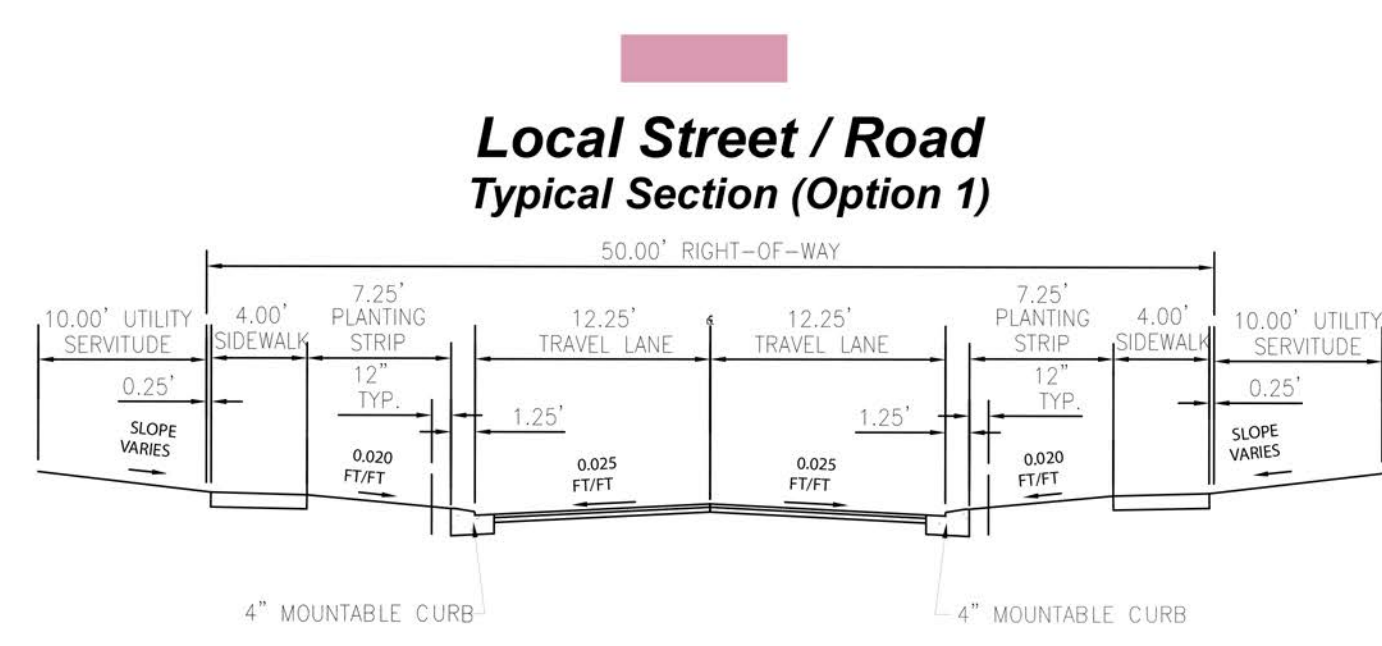 Local Street / Road
Typical Section (Option 1)
50.00' RIGHT-OF-WAY
10.00' UTILITY
SERVITUDE
4.00'
SIDEWALK
7.25'
PLANTING
STRIP
12.25'
TRAVEL LANE
12.25'
TRAVEL LANE
7.25'
PLANTING
STRIP
4.00'
SIDEWALK
10.00' UTILITY
SERVITUDE
0.25'
12"
TYP.
1.25'
1.25'
12"
TYP.
0.25'
SLOPE
VARIES
0.020
FT/FT
0.025
FT/FT
0.025
FT/FT
0.020
FT/FT
SLOPE
VARIES
4" MOUNTABLE CURB
4" MOUNTABLE CURB